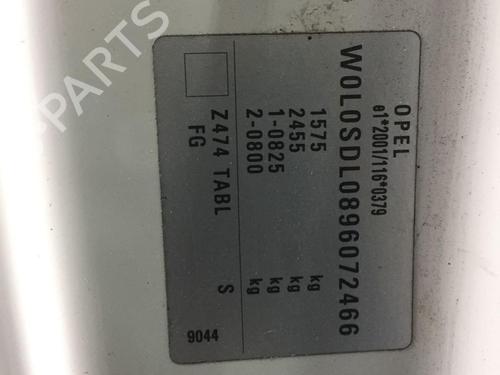 OPEL
e1*2001/116*0379
W0L0SDL0896072466
1575 kg
2455 kg
1-0825 kg
2-0800 kg
Z474 TABL S
FG
9044
PARTS